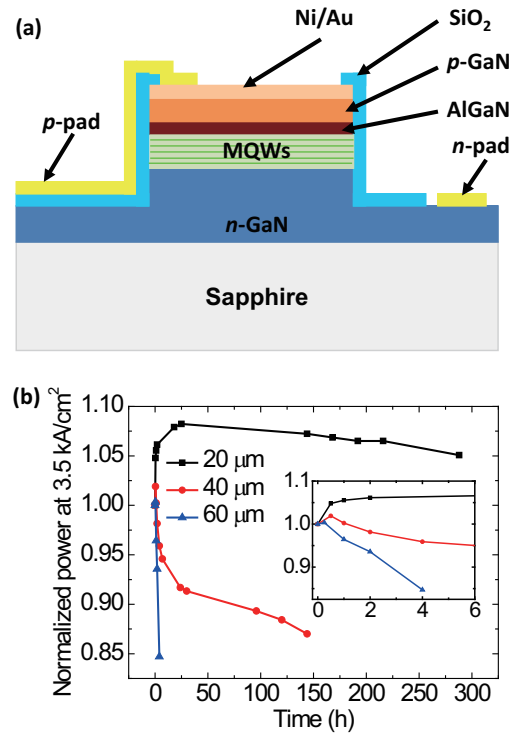 (a)
Ni/Au
SiO₂
p-GaN
AlGaN
p-pad
MQWs
n-pad
n-GaN
Sapphire
(b)
Normalized power at 3.5 kA/cm²
1.10
1.05
1.00
0.95
0.90
0.85
20 μm
40 μm
60 μm
1.1
1.0
0.9
0 2 4 6
0 50 100 150 200 250 300
Time (h)